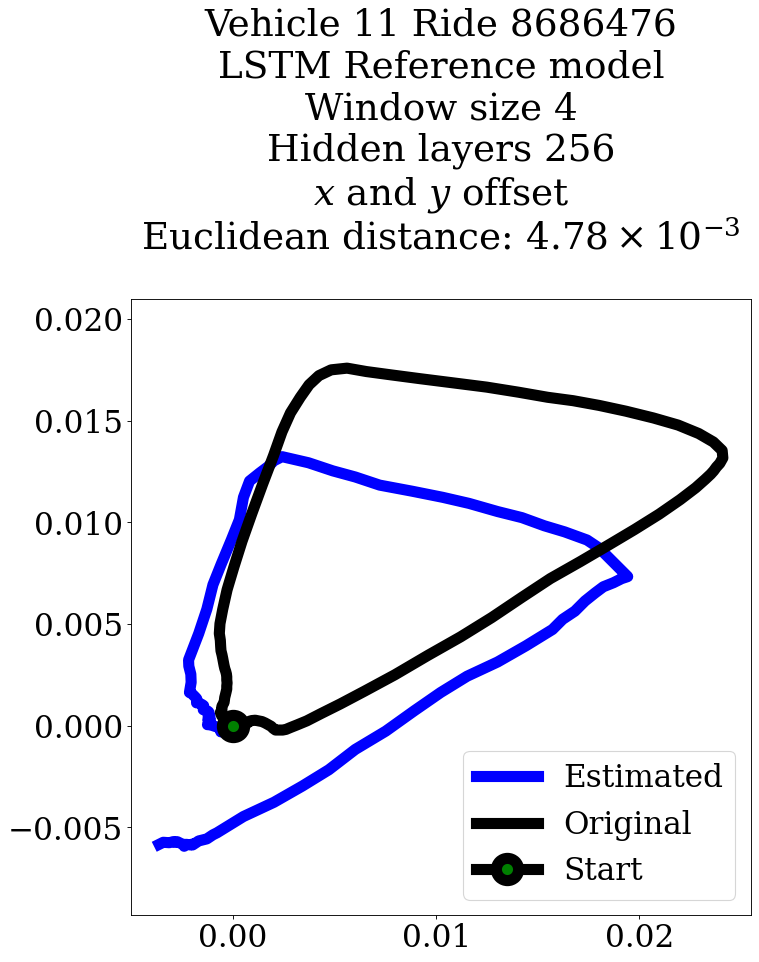 Vehicle 11 Ride 8686476
LSTM Reference model
Window size 4
Hidden layers 256
x and y offset
Euclidean distance: 4.78 × 10⁻³
0.020
0.015
0.010
0.005
0.000
−0.005
Estimated
Original
Start
0.00 0.01 0.02